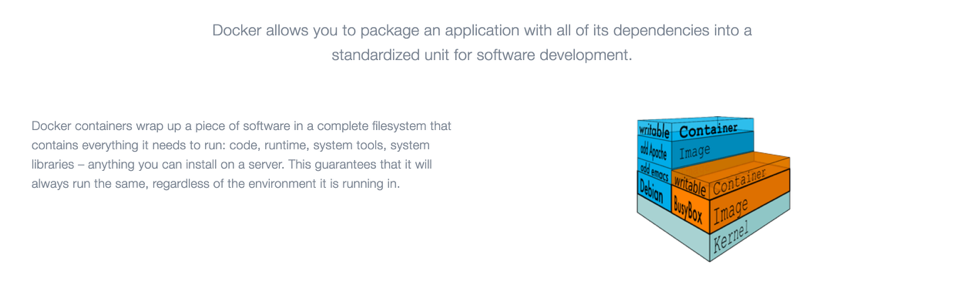 Docker allows you to package an application with all of its dependencies into a
standardized unit for software development.
Docker containers wrap up a piece of software in a complete filesystem that
contains everything it needs to run: code, runtime, system tools, system
libraries – anything you can install on a server. This guarantees that it will
always run the same, regardless of the environment it is running in.
writable Container
add Apache Image
add emacs
Debian
writable Container
BusyBox Image
Kernel